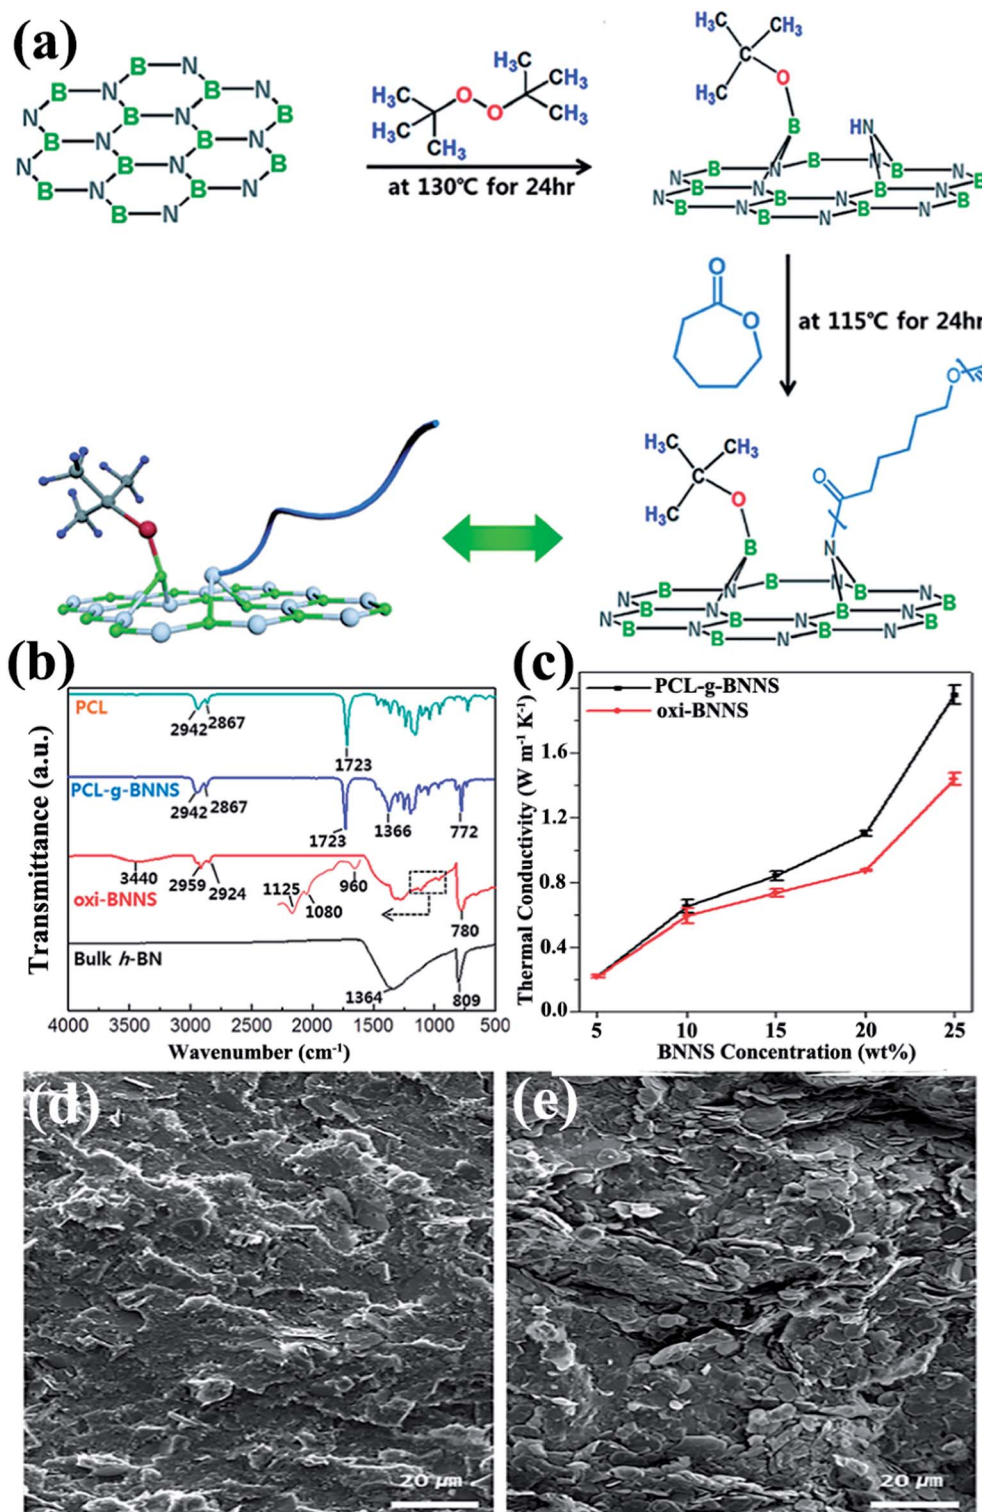 (a)
B N
B N B N
N B N B
B N B N
N B N B
B N B N
B N
H₃C CH₃
H₃C O CH₃
O CH₃
H₃C CH₃
at 130℃ for 24hr
CH₃
H₃C C
H₃C O
B HN
B N B B
N N B N B
B N B B N
B N N
O
O
at 115℃ for 24hr
O
O
H₃C CH₃
C
H₃C O
B N
N B N B
N B N B N B
N B N B N B
B N
(b)
PCL
2942 2867
1723
PCL-g-BNNS
2942 2867
1723 1366 772
3440
2959 2924
oxi-BNNS
1125 960
1080
780
Bulk h-BN
1364 809
Transmittance (a.u.)
4000 3500 3000 2500 2000 1500 1000 500
Wavenumber (cm⁻¹)
(c)
PCL-g-BNNS
oxi-BNNS
Thermal Conductivity (W m⁻¹ K⁻¹)
1.6
1.2
0.8
0.4
0.0
5 10 15 20 25
BNNS Concentration (wt%)
(d)
20 μm
(e)
20 μm